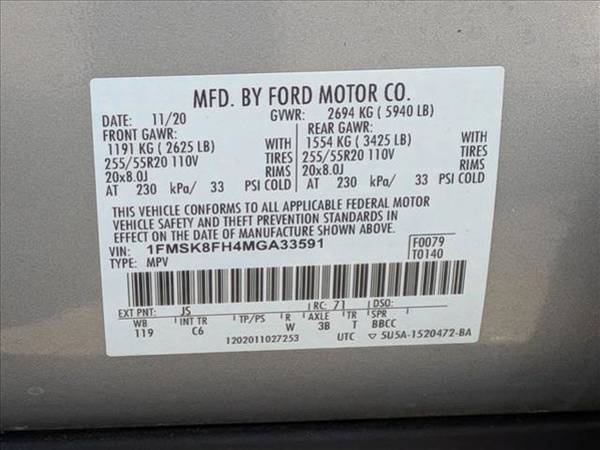 MFD. BY FORD MOTOR CO.
DATE: 11/20 GVWR: 2694 KG ( 5940 LB)
FRONT GAWR: REAR GAWR:
1191 KG ( 2625 LB) WITH 1554 KG ( 3425 LB) WITH
255/55R20 110V TIRES 255/55R20 110V TIRES
20x8.0J RIMS 20x8.0J RIMS
AT 230 kPa/ 33 PSI COLD AT 230 kPa/ 33 PSI COLD
THIS VEHICLE CONFORMS TO ALL APPLICABLE FEDERAL MOTOR
VEHICLE SAFETY AND THEFT PREVENTION STANDARDS IN
EFFECT ON THE DATE OF MANUFACTURE SHOWN ABOVE.
VIN: 1FMSK8FH4MGA33591 F0079
TYPE: MPV T0140
EXT PNT: JS RC: 71 DSO:
WB INT TR TP/PS R AXLE TR SPR
119 C6 W 3B T BBCC
1202011027253 UTC ▽ 5U5A-1520472-BA